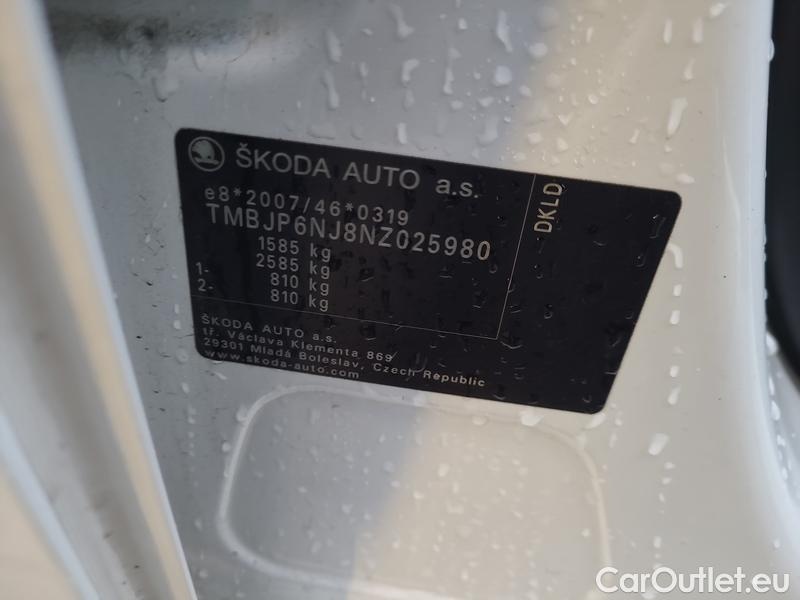 ŠKODA AUTO a.s.
e8*2007/46*0319
TMBJP6NJ8NZ025980
1585 kg
2585 kg
1- 810 kg
2- 810 kg
DKLD
ŠKODA AUTO a.s.
tř. Václava Klementa 869
29301 Mladá Boleslav, Czech Republic
www.skoda-auto.com
CarOutlet.eu